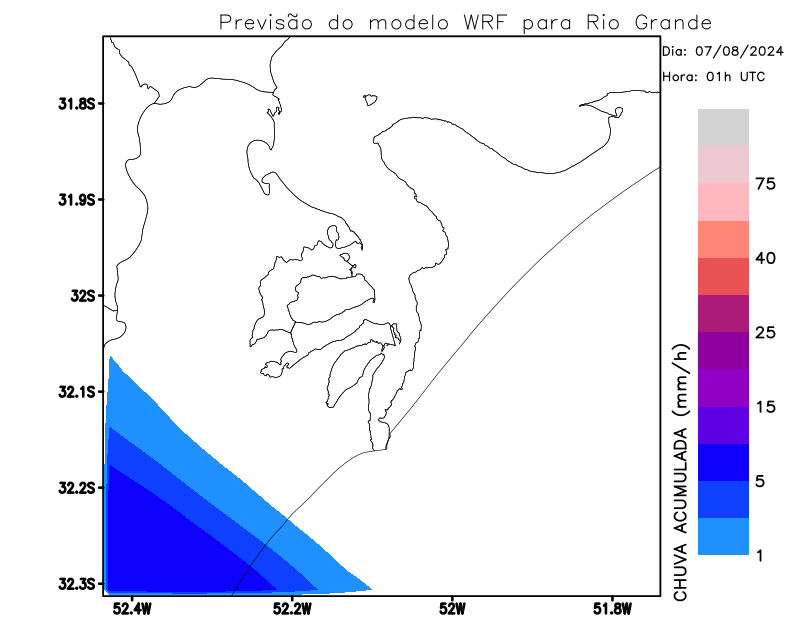 Previsão do modelo WRF para Rio Grande
Dia: 07/08/2024
Hora: 01h UTC
31.8S
31.9S
32S
32.1S
32.2S
32.3S
52.4W
52.2W
52W
51.8W
75
40
25
15
5
1
CHUVA ACUMULADA (mm/h)